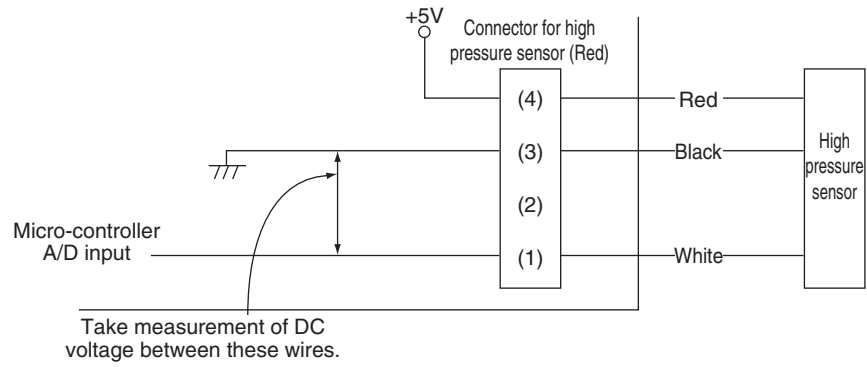 +5V
Connector for high
pressure sensor (Red)
(4)
Red
(3)
Black
High
pressure
sensor
(2)
Micro-controller
A/D input
(1)
White
Take measurement of DC
voltage between these wires.